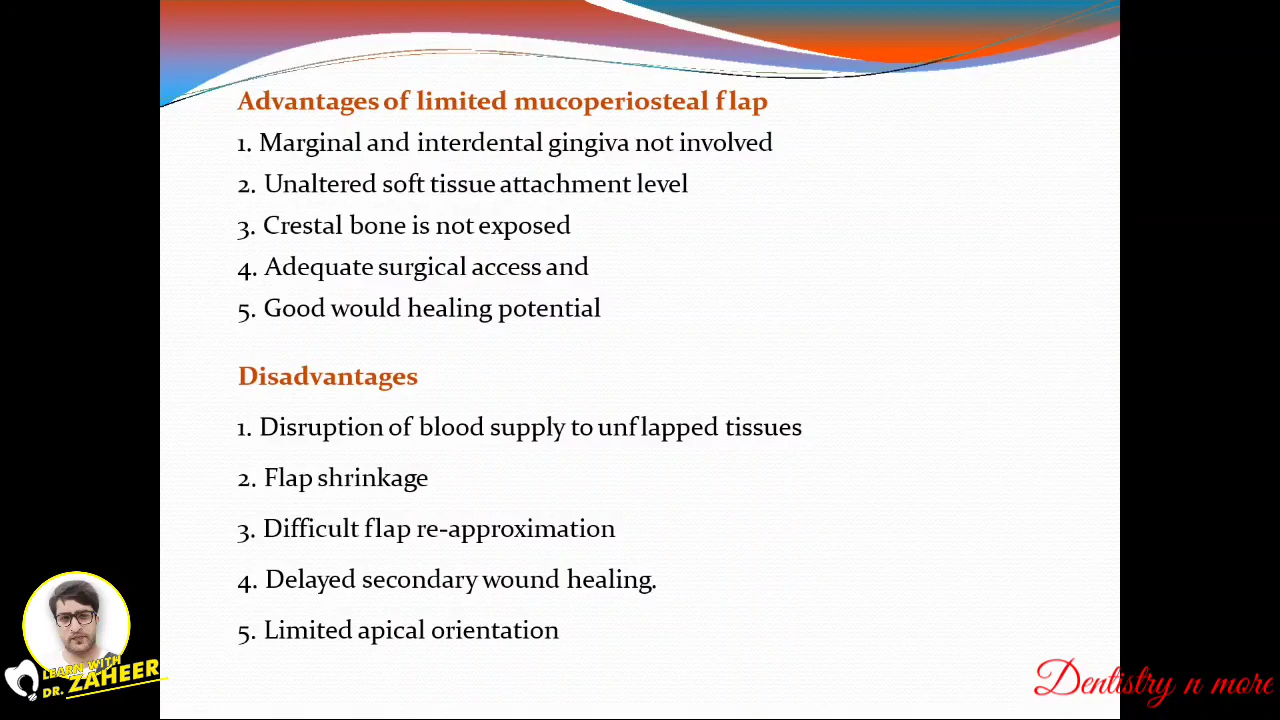 Advantages of limited mucoperiosteal flap
1. Marginal and interdental gingiva not involved
2. Unaltered soft tissue attachment level
3. Crestal bone is not exposed
4. Adequate surgical access and
5. Good would healing potential
Disadvantages
1. Disruption of blood supply to unflapped tissues
2. Flap shrinkage
3. Difficult flap re-approximation
4. Delayed secondary wound healing.
5. Limited apical orientation
LEARN WITH
DR. ZAHEER
Dentistry n more